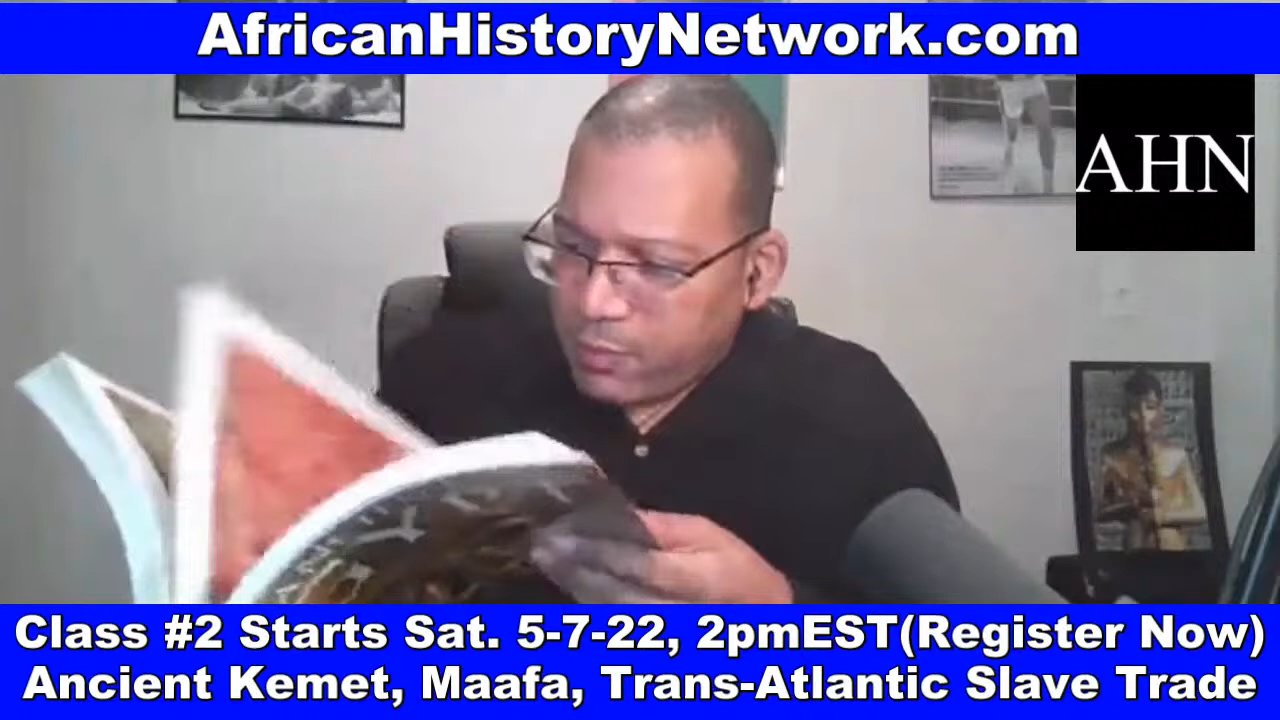 AfricanHistoryNetwork.com
AHN
Class #2 Starts Sat. 5-7-22, 2pmEST(Register Now)
Ancient Kemet, Maafa, Trans-Atlantic Slave Trade